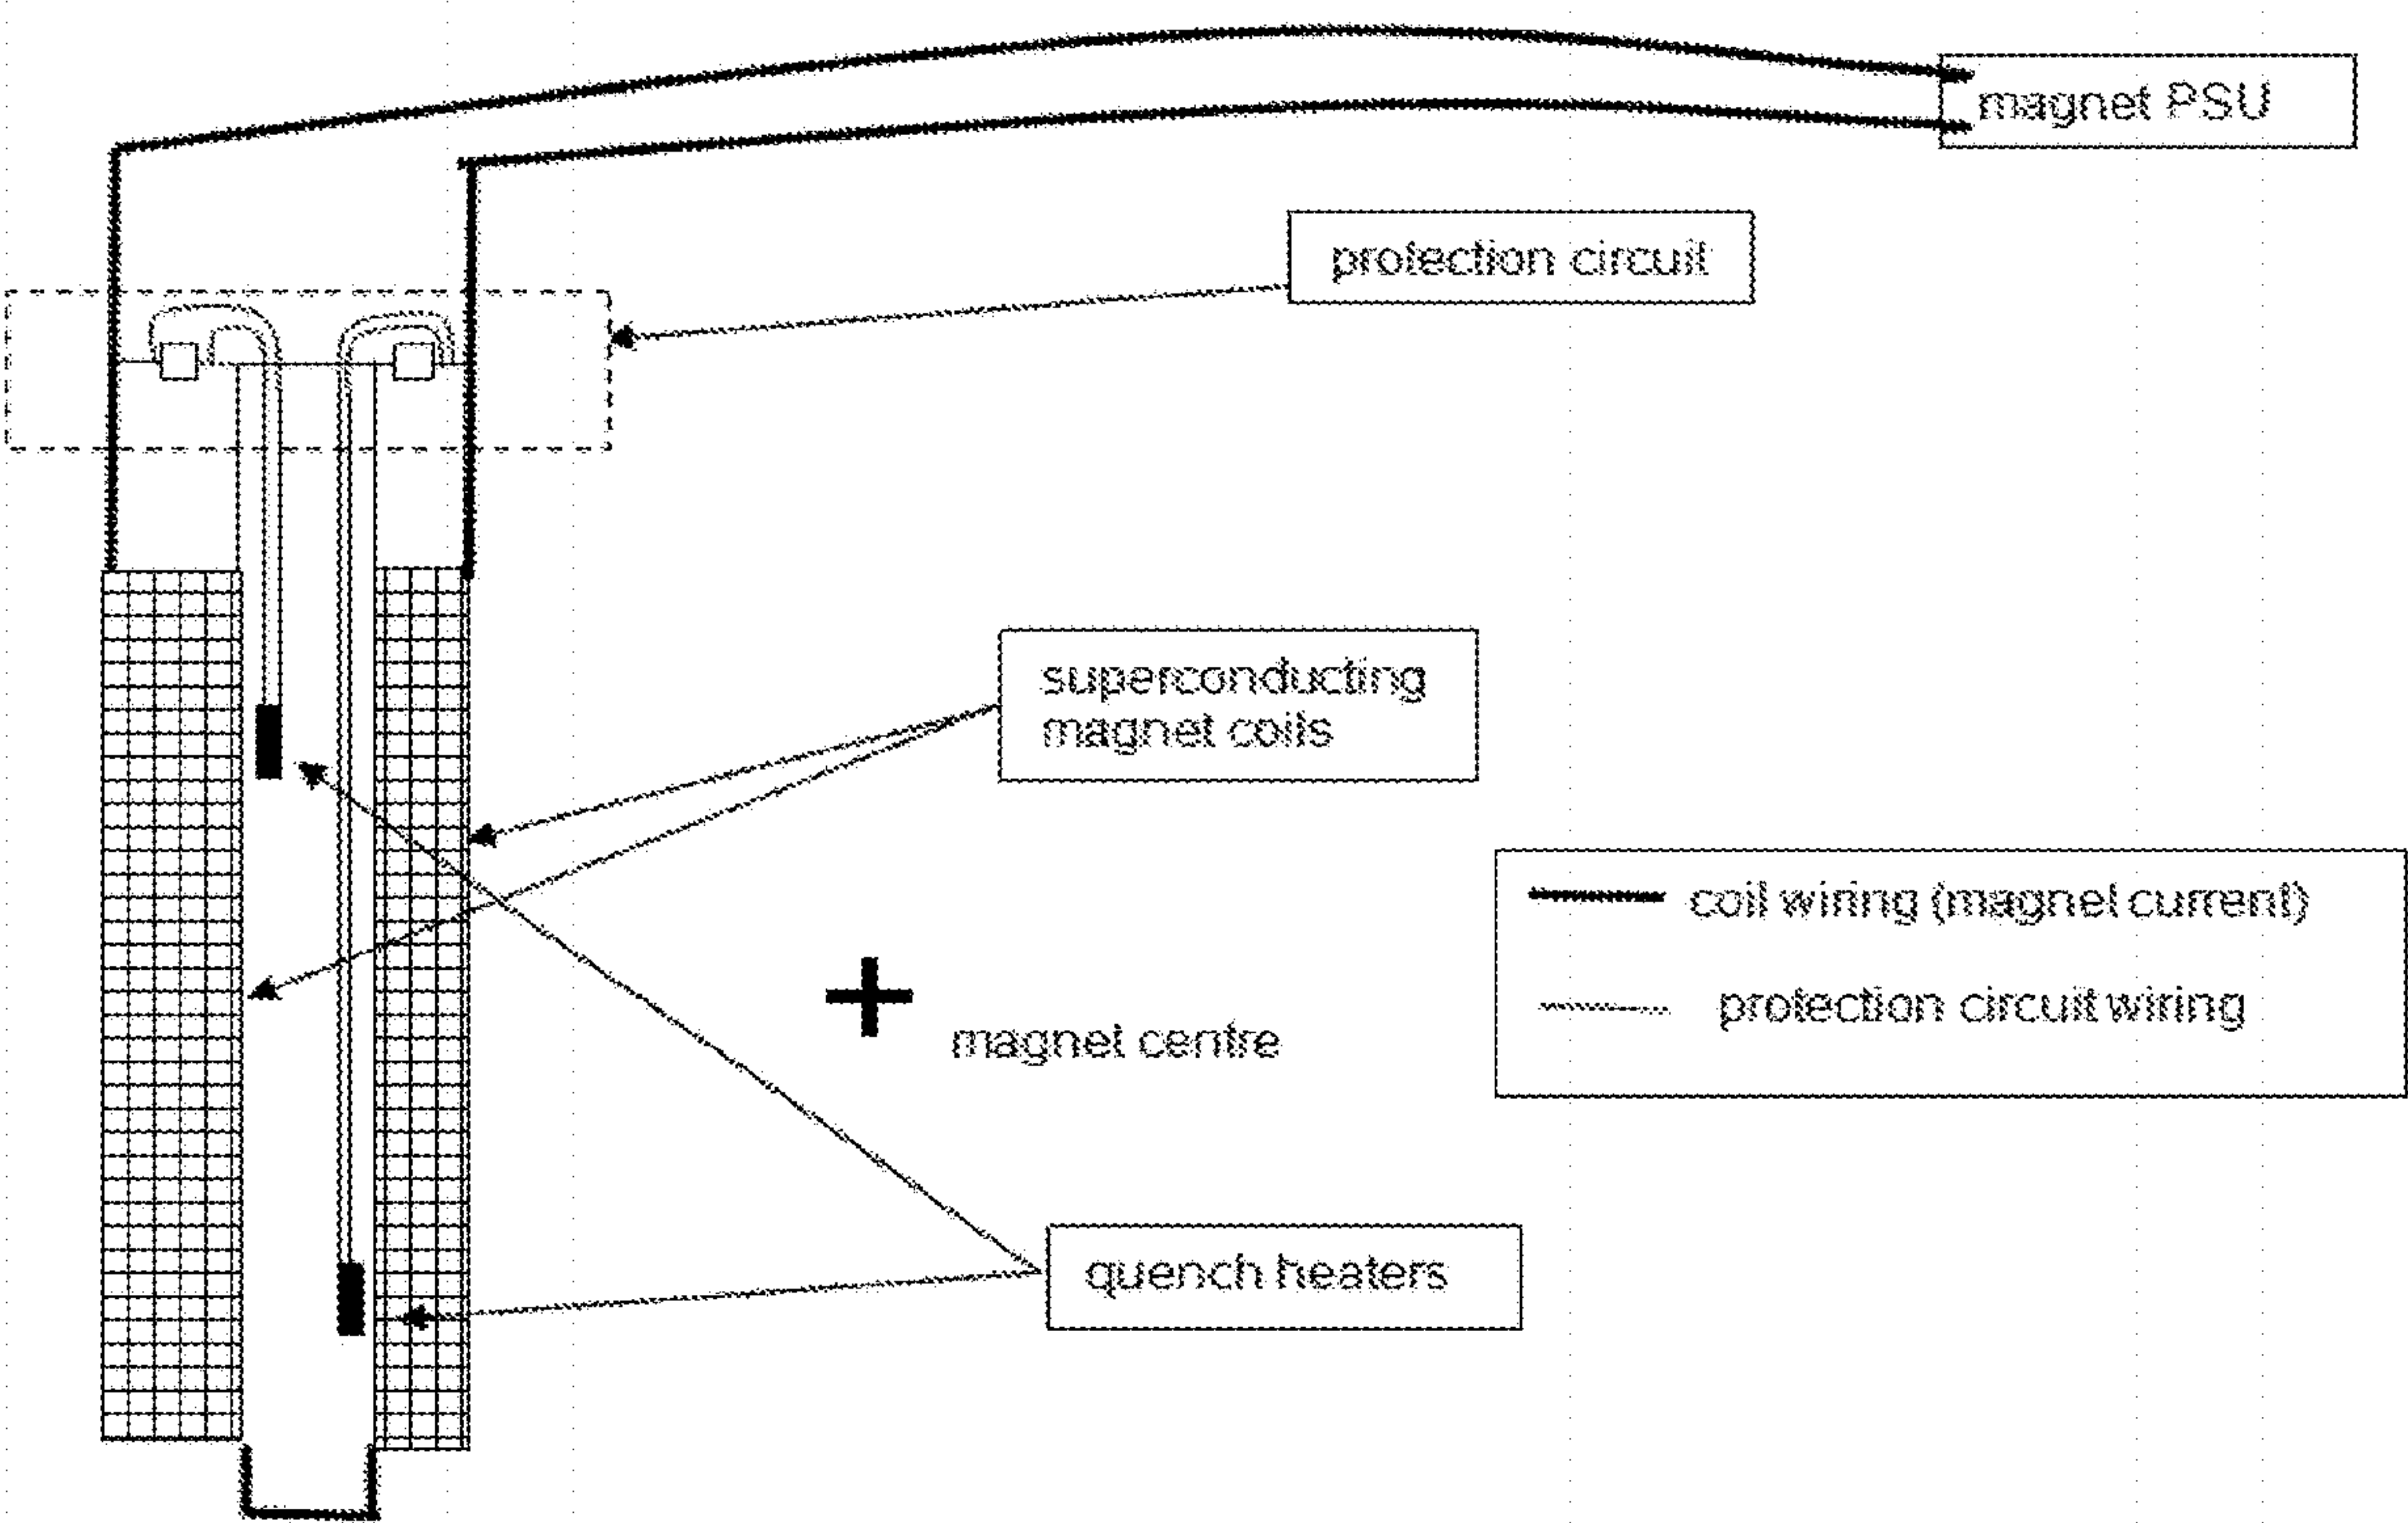 magnet PSU
protection circuit
superconducting
magnet coils
coil wiring (magnet current)
protection circuit wiring
magnet centre
quench heaters